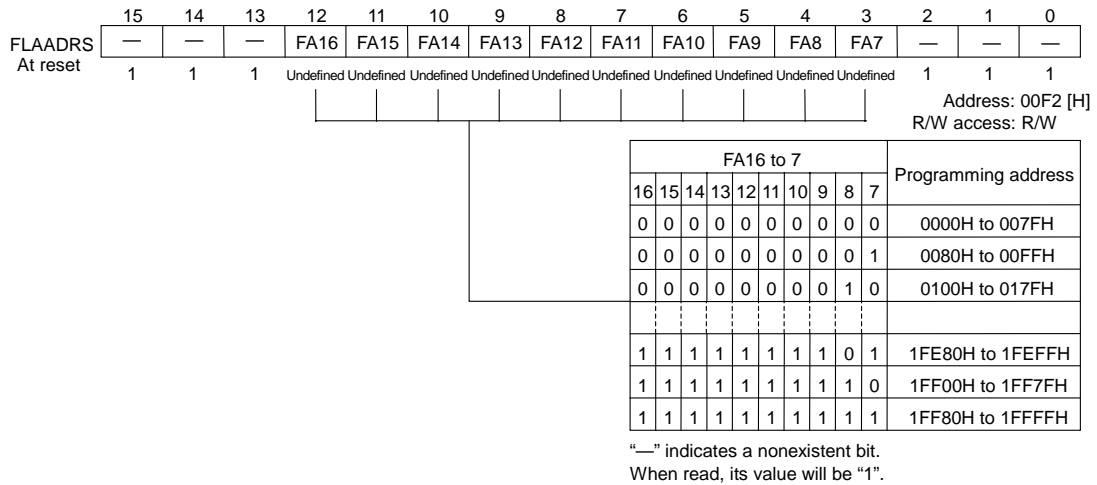 15 14 13 12 11 10 9 8 7 6 5 4 3 2 1 0
FLAADRS — — — FA16 FA15 FA14 FA13 FA12 FA11 FA10 FA9 FA8 FA7 — — —
At reset 1 1 1 Undefined Undefined Undefined Undefined Undefined Undefined Undefined Undefined Undefined Undefined 1 1 1
Address: 00F2 [H]
R/W access: R/W
FA16 to 7 Programming address
16 15 14 13 12 11 10 9 8 7
0 0 0 0 0 0 0 0 0 0 0000H to 007FH
0 0 0 0 0 0 0 0 0 1 0080H to 00FFH
0 0 0 0 0 0 0 0 1 0 0100H to 017FH
1 1 1 1 1 1 1 1 0 1 1FE80H to 1FEFFH
1 1 1 1 1 1 1 1 1 0 1FF00H to 1FF7FH
1 1 1 1 1 1 1 1 1 1 1FF80H to 1FFFFH
“—” indicates a nonexistent bit.
When read, its value will be “1”.